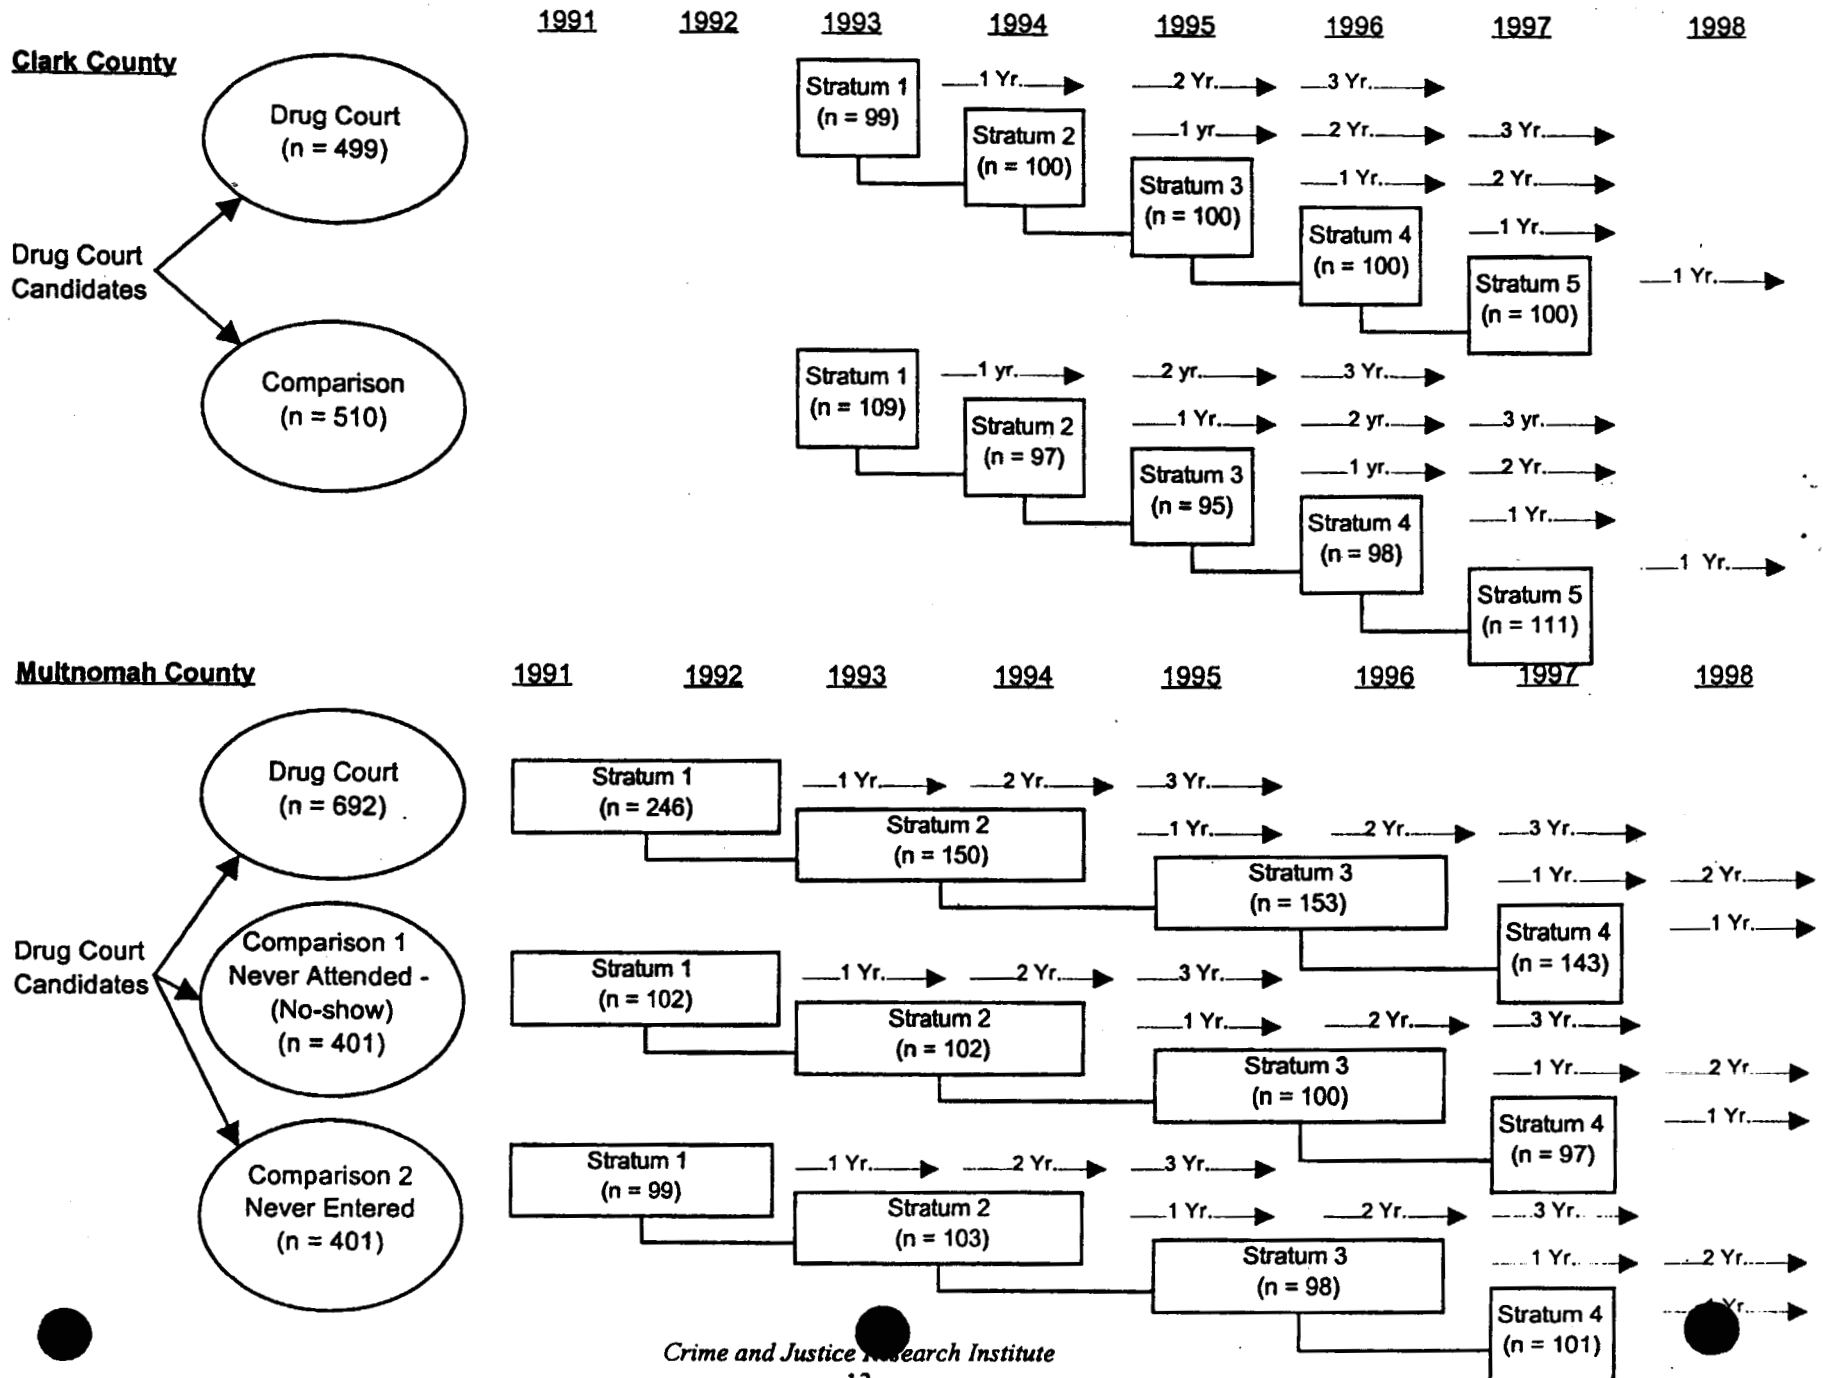 1991 1992 1993 1994 1995 1996 1997 1998
Clark County
Drug Court
(n = 499)
Drug Court
Candidates
Comparison
(n = 510)
Stratum 1
(n = 99)
1 Yr. 2 Yr. 3 Yr.
Stratum 2
(n = 100)
1 yr. 2 Yr. 3 Yr.
Stratum 3
(n = 100)
1 Yr. 2 Yr.
Stratum 4
(n = 100)
1 Yr.
Stratum 5
(n = 100)
1 Yr.
Stratum 1
(n = 109)
1 yr. 2 yr. 3 Yr.
Stratum 2
(n = 97)
1 Yr. 2 yr. 3 yr.
Stratum 3
(n = 95)
1 yr. 2 Yr.
Stratum 4
(n = 98)
1 Yr.
Stratum 5
(n = 111)
1 Yr.
Multnomah County
1991 1992 1993 1994 1995 1996 1997 1998
Drug Court
(n = 692)
Drug Court
Candidates
Comparison 1
Never Attended -
(No-show)
(n = 401)
Comparison 2
Never Entered
(n = 401)
Stratum 1
(n = 246)
1 Yr. 2 Yr. 3 Yr.
Stratum 2
(n = 150)
1 Yr. 2 Yr. 3 Yr.
Stratum 3
(n = 153)
1 Yr. 2 Yr.
Stratum 4
(n = 143)
1 Yr.
Stratum 1
(n = 102)
1 Yr. 2 Yr. 3 Yr.
Stratum 2
(n = 102)
1 Yr. 2 Yr. 3 Yr.
Stratum 3
(n = 100)
1 Yr. 2 Yr.
Stratum 4
(n = 97)
1 Yr.
Stratum 1
(n = 99)
1 Yr. 2 Yr. 3 Yr.
Stratum 2
(n = 103)
1 Yr. 2 Yr. 3 Yr.
Stratum 3
(n = 98)
1 Yr. 2 Yr.
Stratum 4
(n = 101)
Yr.
Crime and Justice Institute